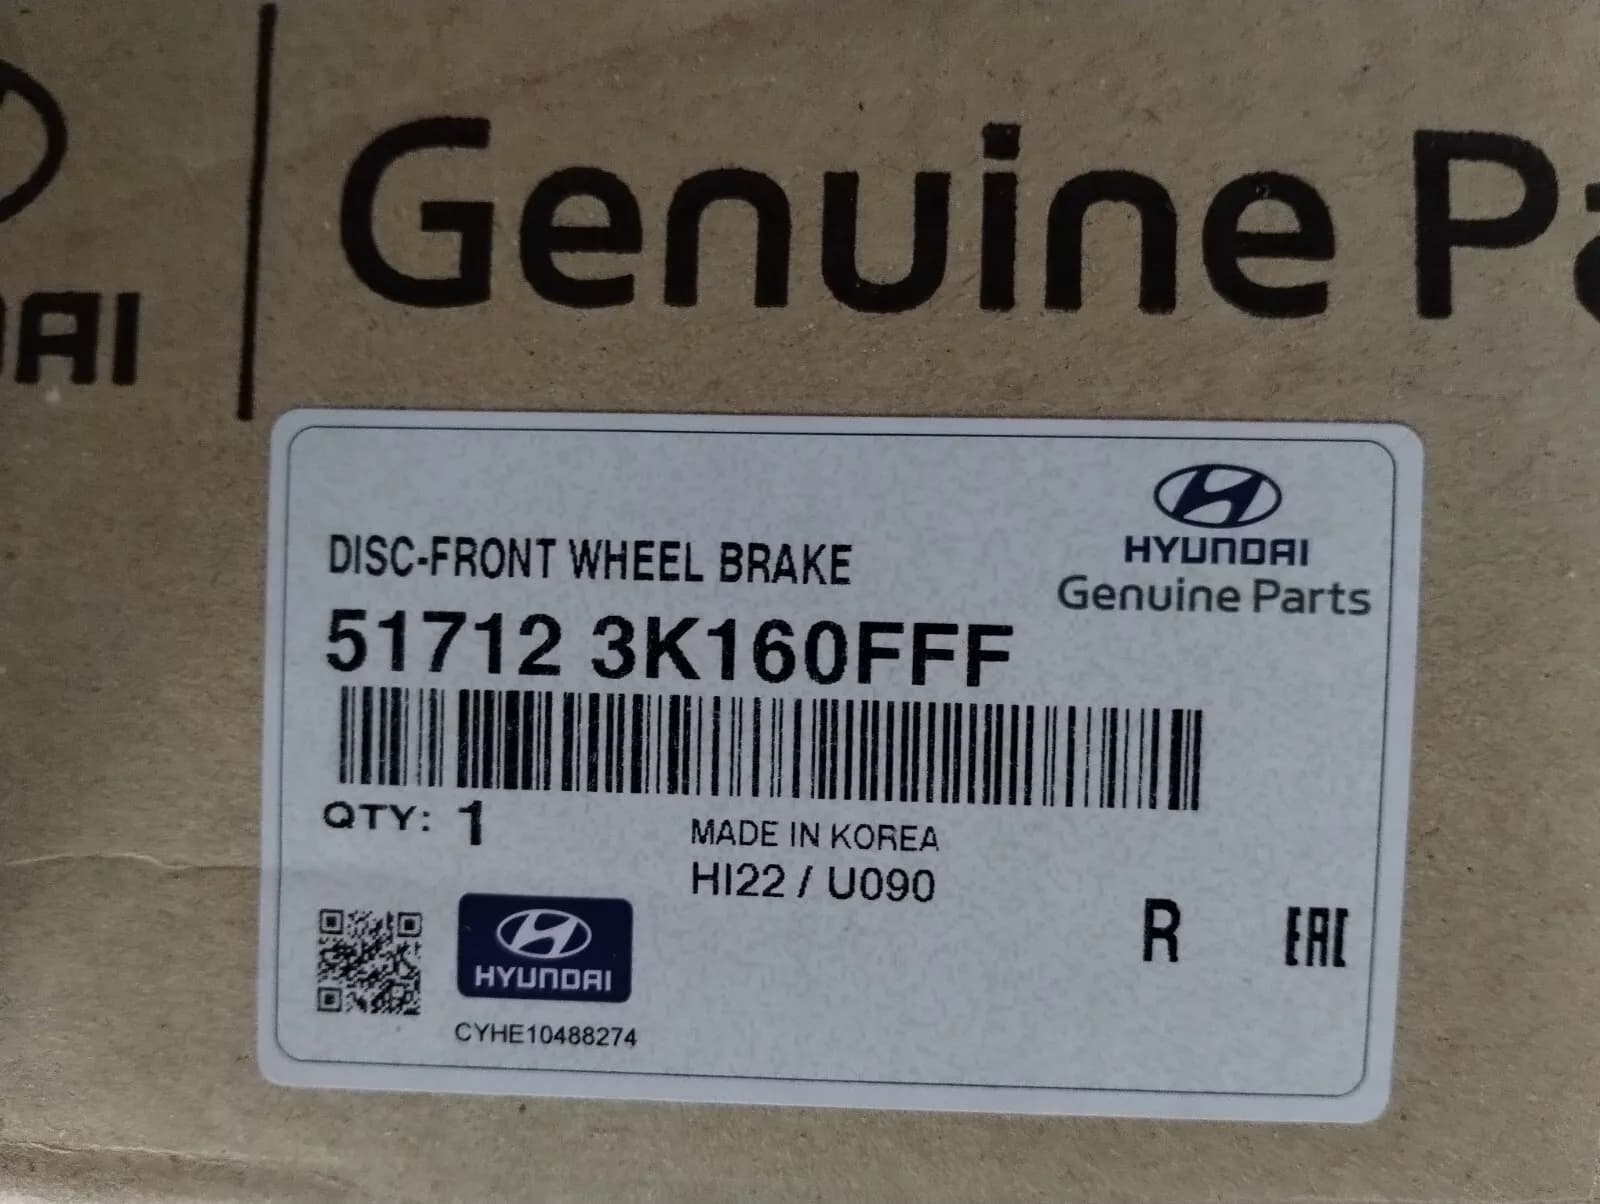 Genuine Pa
DAI
HYUNDAI
Genuine Parts
DISC-FRONT WHEEL BRAKE
51712 3K160FFF
QTY: 1
MADE IN KOREA
HI22 / U090
R
EAC
HYUNDAI
CYHE10488274